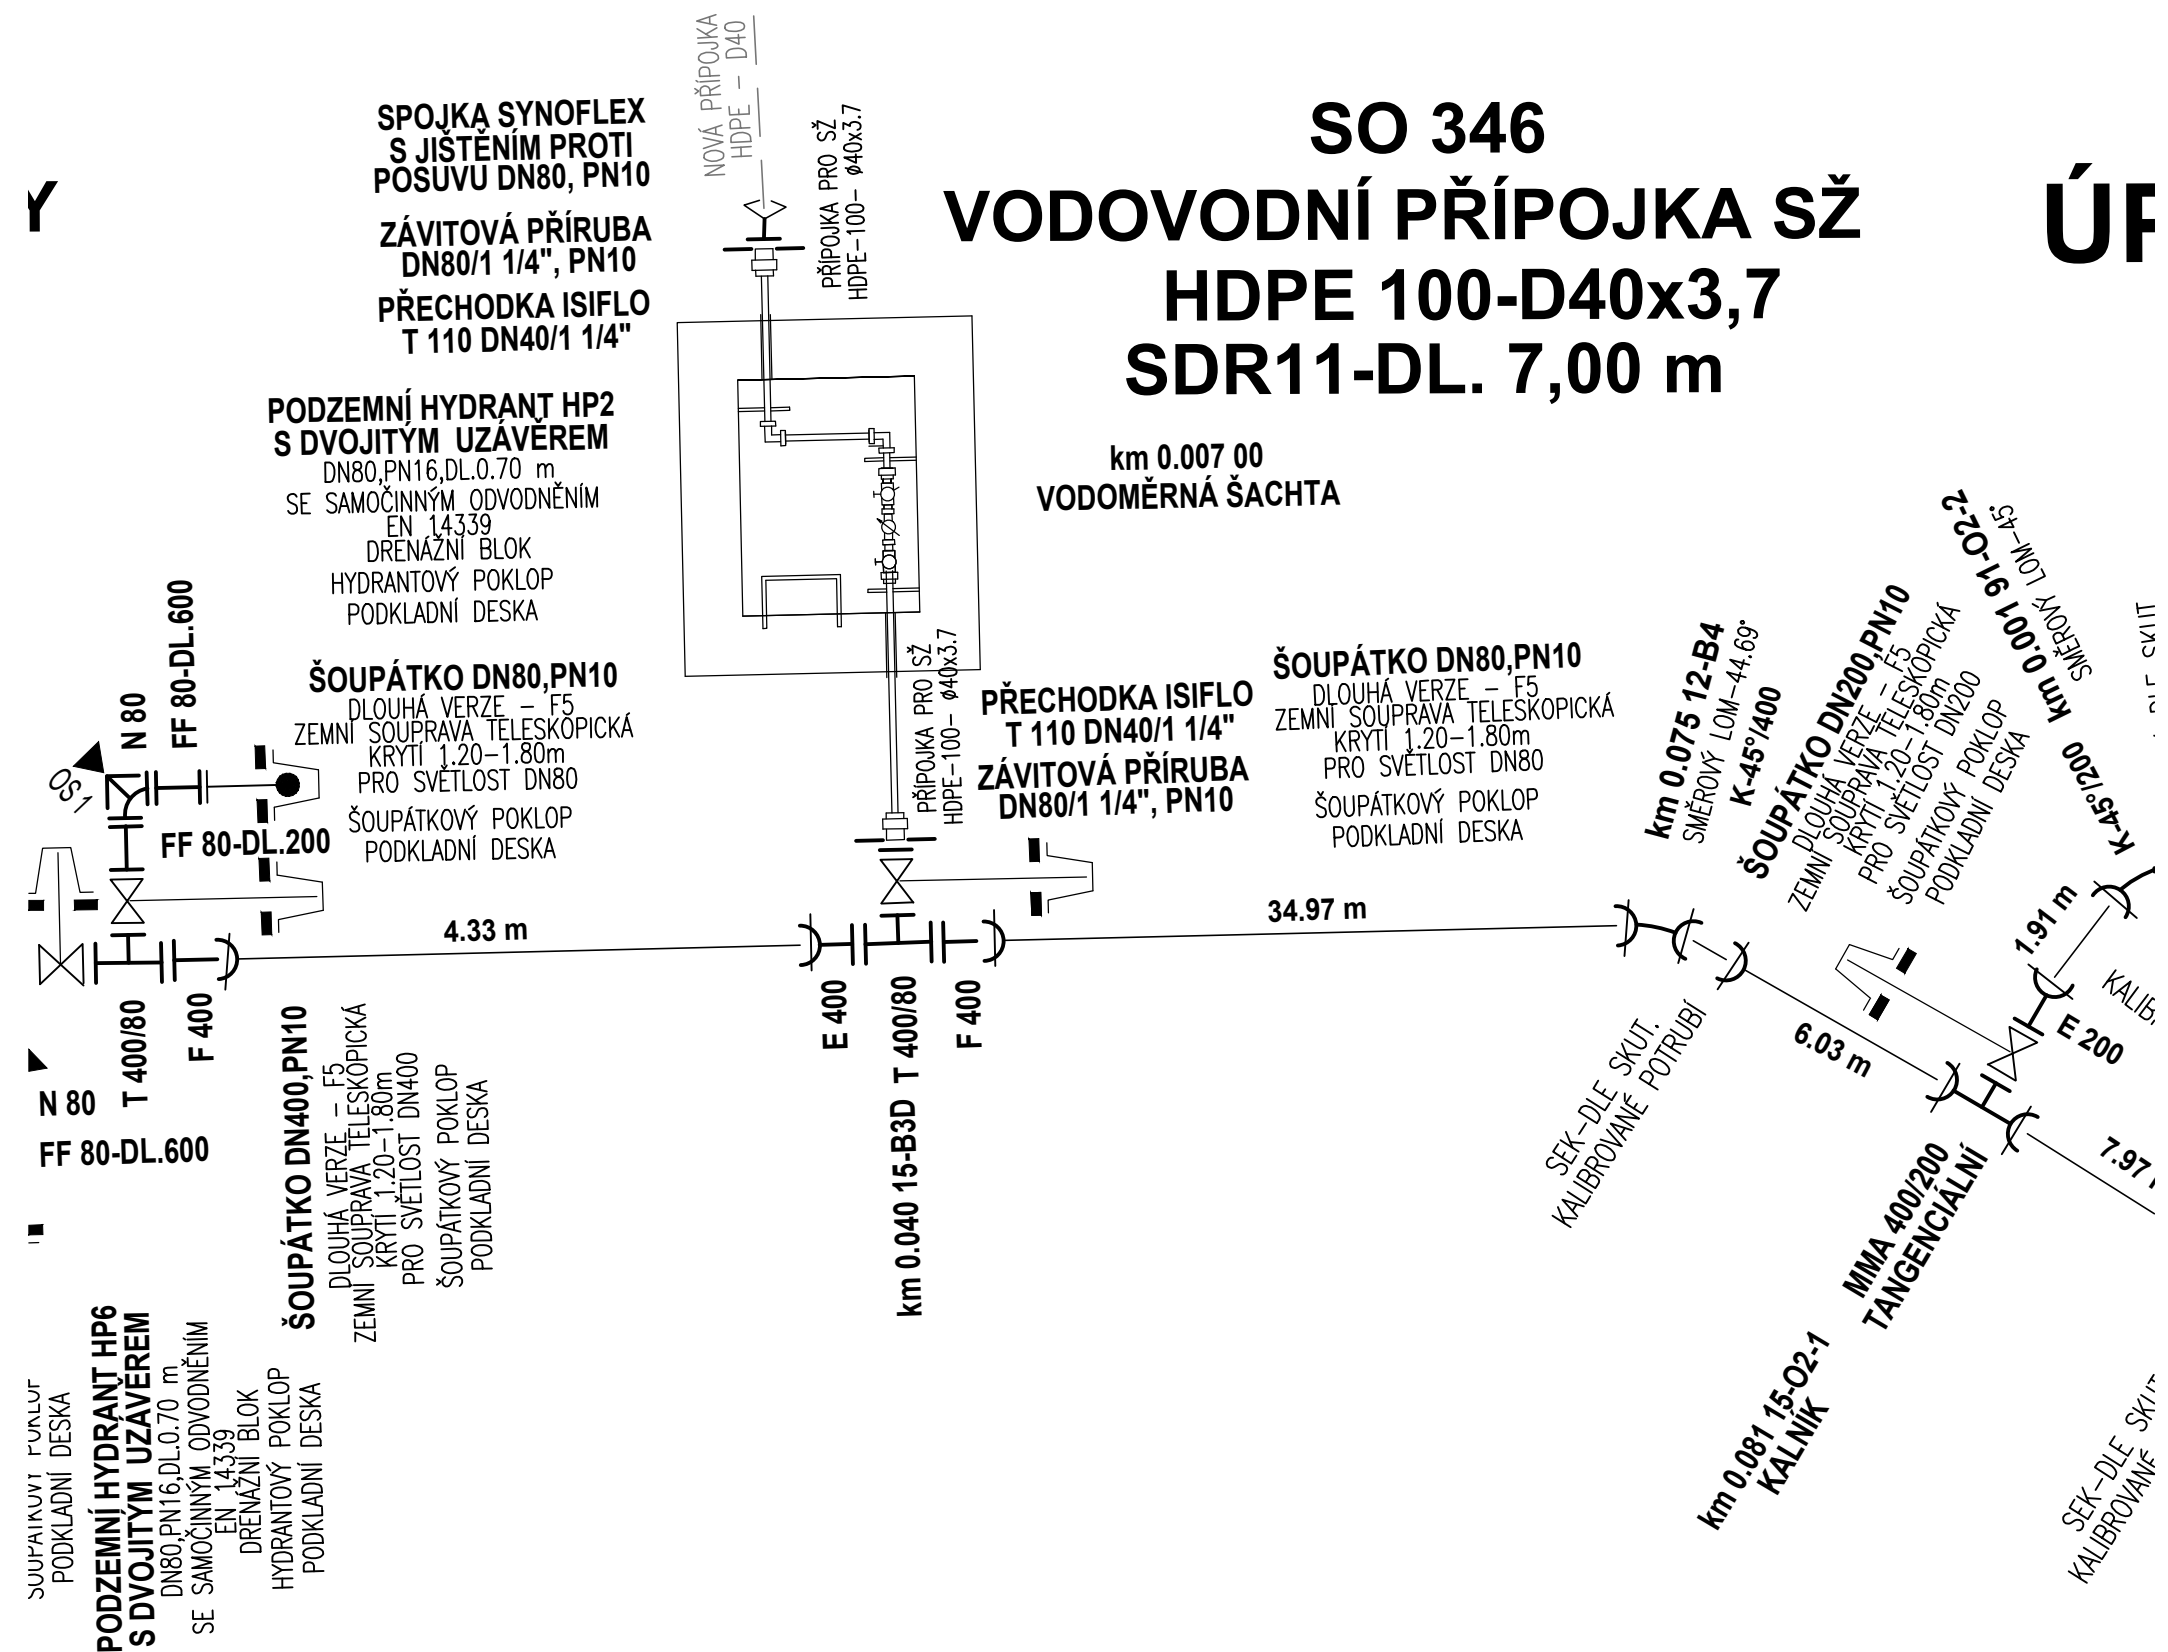 NOVÁ PŘÍPOJKA
HDPE - D40
SPOJKA SYNOFLEX
S JIŠTĚNÍM PROTI
POSUVU DN80, PN10
ZÁVITOVÁ PŘÍRUBA
DN80/1 1/4", PN10
PŘECHODKA ISIFLO
T 110 DN40/1 1/4"
PŘÍPOJKA PRO SŽ
HDPE-100- ø40x3.7
SO 346
VODOVODNÍ PŘÍPOJKA SŽ
HDPE 100-D40x3,7
SDR11-DL. 7,00 m
km 0.007 00
VODOMĚRNÁ ŠACHTA
PODZEMNÍ HYDRANT HP2
S DVOJITÝM UZÁVĚREM
DN80,PN16,DL.0.70 m
SE SAMOČINNÝM ODVODNĚNÍM
EN 14339
DRENÁŽNÍ BLOK
HYDRANTOVÝ POKLOP
PODKLADNÍ DESKA
N 80
FF 80-DL.600
OS1
FF 80-DL.200
ŠOUPÁTKO DN80,PN10
DLOUHÁ VERZE - F5
ZEMNÍ SOUPRAVA TELESKOPICKÁ
KRYTÍ 1.20-1.80m
PRO SVĚTLOST DN80
ŠOUPÁTKOVÝ POKLOP
PODKLADNÍ DESKA
PŘÍPOJKA PRO SŽ
HDPE-100- ø40x3.7
PŘECHODKA ISIFLO
T 110 DN40/1 1/4"
ZÁVITOVÁ PŘÍRUBA
DN80/1 1/4", PN10
ŠOUPÁTKO DN80,PN10
DLOUHÁ VERZE - F5
ZEMNÍ SOUPRAVA TELESKOPICKÁ
KRYTÍ 1.20-1.80m
PRO SVĚTLOST DN80
ŠOUPÁTKOVÝ POKLOP
PODKLADNÍ DESKA
km 0.075 12-B4
SMĚROVÝ LOM-44.69°
K-45°/400
ŠOUPÁTKO DN200,PN10
DLOUHÁ VERZE - F5
ZEMNÍ SOUPRAVA TELESKOPICKÁ
KRYTÍ 1.20-1.80m
PRO SVĚTLOST DN200
ŠOUPÁTKOVÝ POKLOP
PODKLADNÍ DESKA
km 0.001 91-O2-2
SMĚROVÝ LOM-45°
K-45°/200
4.33 m
34.97 m
1.91 m
6.03 m
7.97
E 200
T 400/80
F 400
E 400
km 0.040 15-B3D T 400/80
F 400
N 80
FF 80-DL.600
ŠOUPÁTKO DN400,PN10
DLOUHÁ VERZE - F5
ZEMNÍ SOUPRAVA TELESKOPICKÁ
KRYTÍ 1.20-1.80m
PRO SVĚTLOST DN400
ŠOUPÁTKOVÝ POKLOP
PODKLADNÍ DESKA
SEK-DLE SKUT.
KALIBROVANÉ POTRUBÍ
MMA 400/200
TANGENCIÁLNÍ
km 0.081 15-O2-1
KALNÍK
PODKLADNÍ DESKA
PODZEMNÍ HYDRANT HP6
S DVOJITÝM UZÁVĚREM
DN80,PN16,DL.0.70 m
SE SAMOČINNÝM ODVODNĚNÍM
EN 14339
DRENÁŽNÍ BLOK
HYDRANTOVÝ POKLOP
PODKLADNÍ DESKA
SEK-DLE SKUT
KALIBROVANÉ